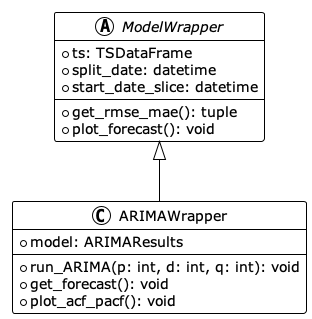 A ModelWrapper
ts: TSDataFrame
split_date: datetime
start_date_slice: datetime
get_rmse_mae(): tuple
plot_forecast(): void
C ARIMAWrapper
model: ARIMAResults
run_ARIMA(p: int, d: int, q: int): void
get_forecast(): void
plot_acf_pacf(): void